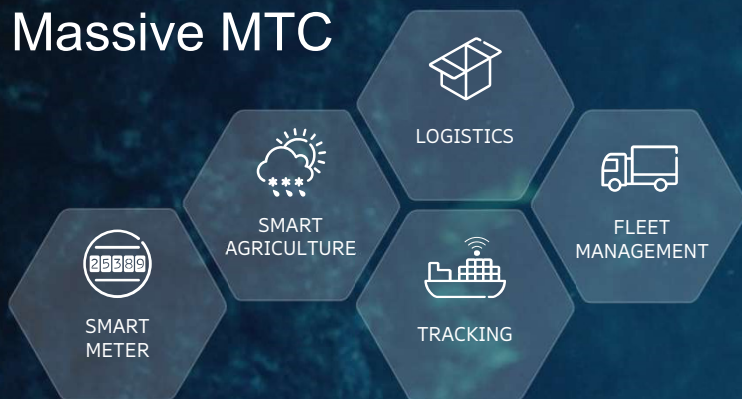 Massive MTC
LOGISTICS
SMART
AGRICULTURE
FLEET
MANAGEMENT
25389
SMART
METER
TRACKING